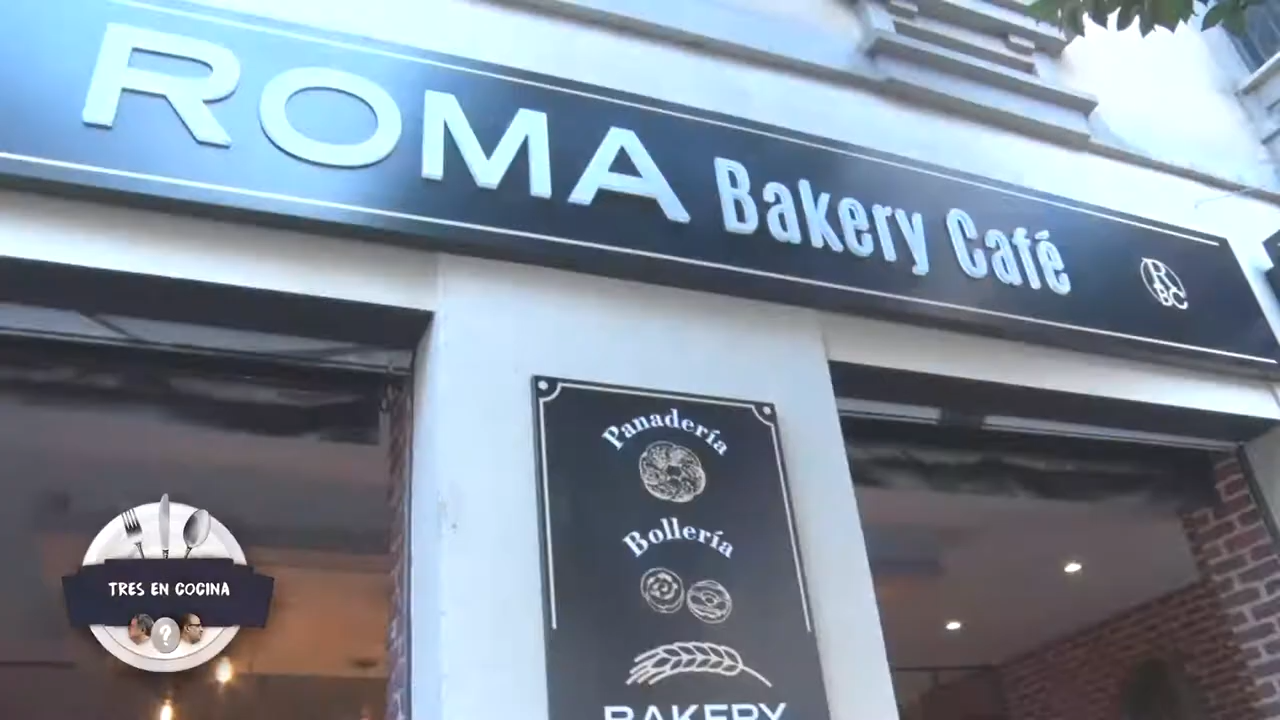 ROMA Bakery Café
RBC
Panadería
Bollería
BAKERY
TRES EN COCINA
?